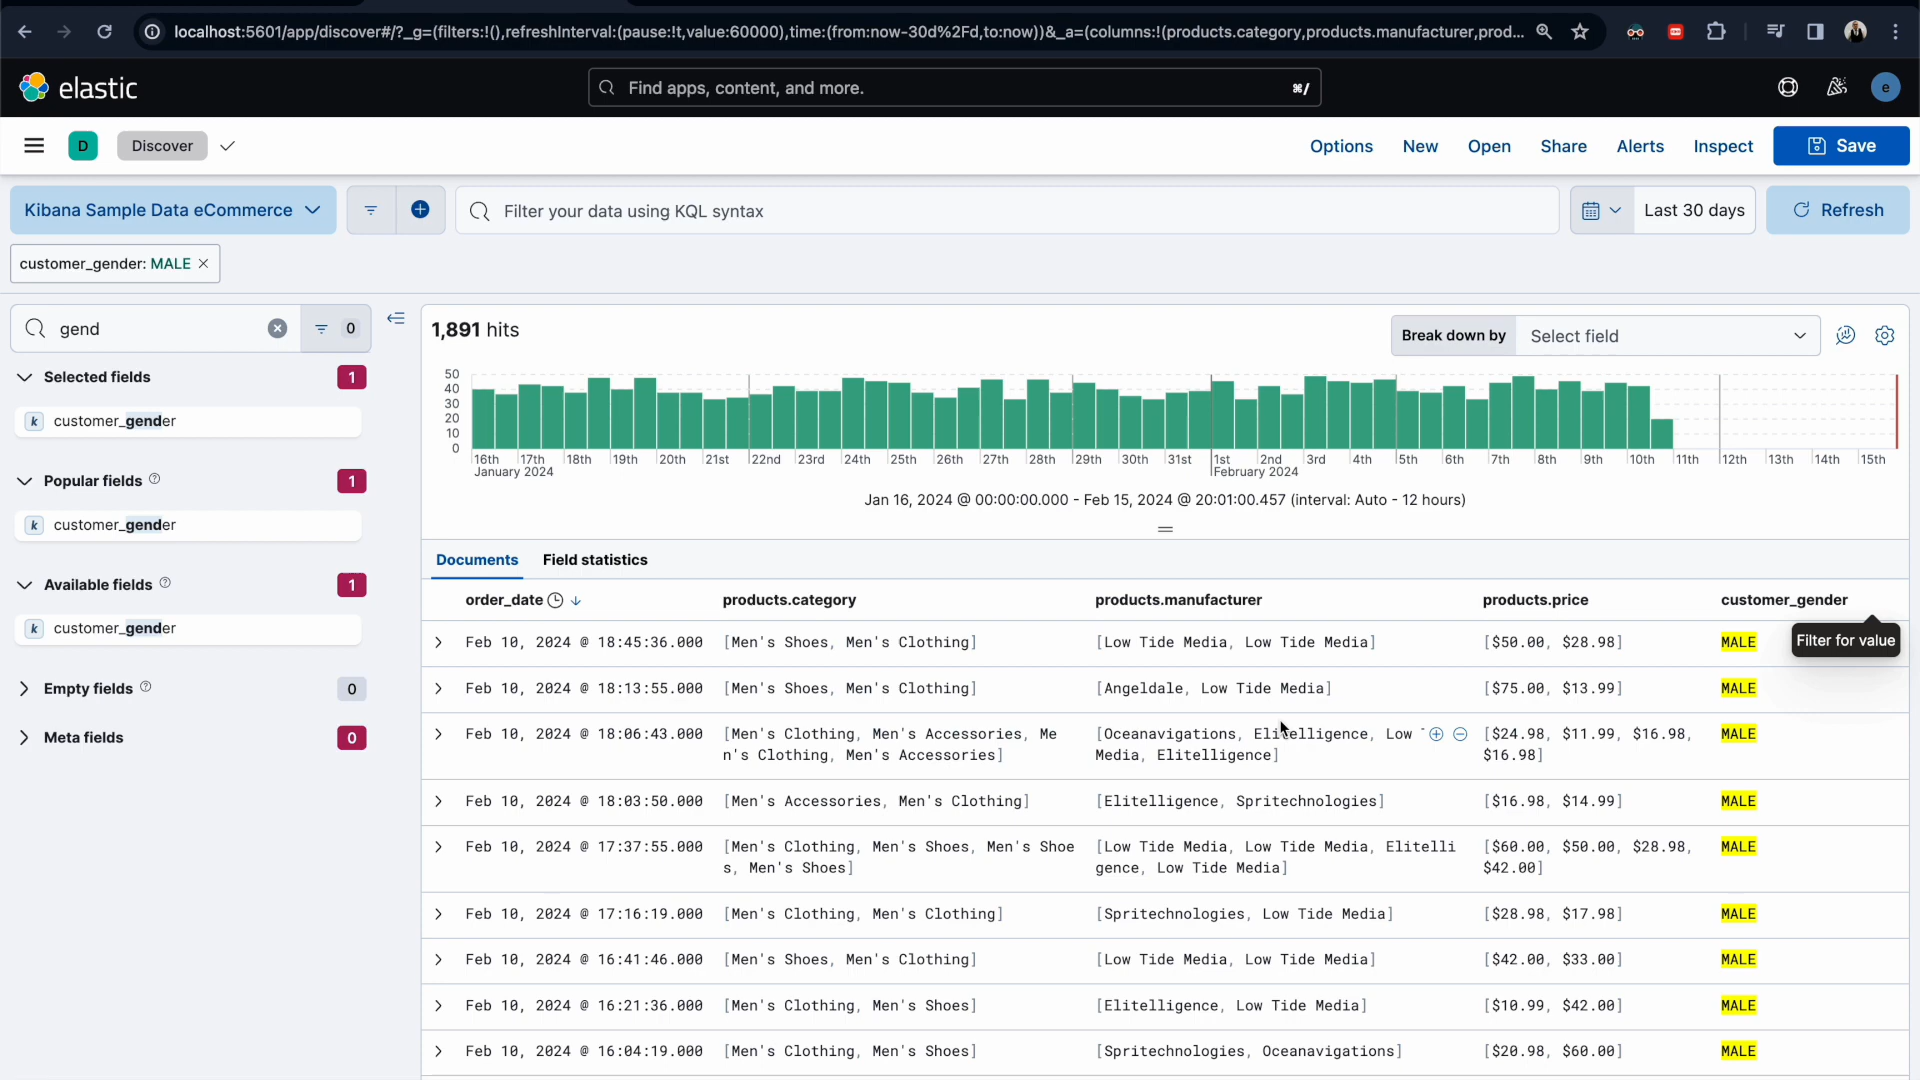 localhost:5601/app/discover#/?_g=(filters:!(),refreshInterval:(pause:!t,value:60000),time:(from:now-30d%2Fd,to:now))&_a=(columns:!(products.category,products.manufacturer,prod...
elastic
Find apps, content, and more.
⌘/
e
D
Discover
Options
New
Open
Share
Alerts
Inspect
Save
Kibana Sample Data eCommerce
Filter your data using KQL syntax
Last 30 days
Refresh
customer_gender: MALE
gend
0
1,891 hits
Break down by
Select field
Selected fields
1
k customer_gender
Popular fields
1
k customer_gender
Available fields
1
k customer_gender
Empty fields
0
Meta fields
0
50
40
30
20
10
0
16th 17th 18th 19th 20th 21st 22nd 23rd 24th 25th 26th 27th 28th 29th 30th 31st 1st 2nd 3rd 4th 5th 6th 7th 8th 9th 10th 11th 12th 13th 14th 15th
January 2024 February 2024
Jan 16, 2024 @ 00:00:00.000 - Feb 15, 2024 @ 20:01:00.457 (interval: Auto - 12 hours)
Documents Field statistics
order_date products.category products.manufacturer products.price customer_gender
Filter for value
Feb 10, 2024 @ 18:45:36.000 [Men's Shoes, Men's Clothing] [Low Tide Media, Low Tide Media] [$50.00, $28.98] MALE
Feb 10, 2024 @ 18:13:55.000 [Men's Shoes, Men's Clothing] [Angeldale, Low Tide Media] [$75.00, $13.99] MALE
Feb 10, 2024 @ 18:06:43.000 [Men's Clothing, Men's Accessories, Me [Oceanavigations, Elitelligence, Low [$24.98, $11.99, $16.98, MALE
n's Clothing, Men's Accessories] Media, Elitelligence] $16.98]
Feb 10, 2024 @ 18:03:50.000 [Men's Accessories, Men's Clothing] [Elitelligence, Spritechnologies] [$16.98, $14.99] MALE
Feb 10, 2024 @ 17:37:55.000 [Men's Clothing, Men's Shoes, Men's Shoe [Low Tide Media, Low Tide Media, Elitelli [$60.00, $50.00, $28.98, MALE
s, Men's Shoes] gence, Low Tide Media] $42.00]
Feb 10, 2024 @ 17:16:19.000 [Men's Clothing, Men's Clothing] [Spritechnologies, Low Tide Media] [$28.98, $17.98] MALE
Feb 10, 2024 @ 16:41:46.000 [Men's Shoes, Men's Clothing] [Low Tide Media, Low Tide Media] [$42.00, $33.00] MALE
Feb 10, 2024 @ 16:21:36.000 [Men's Clothing, Men's Shoes] [Elitelligence, Low Tide Media] [$10.99, $42.00] MALE
Feb 10, 2024 @ 16:04:19.000 [Men's Clothing, Men's Shoes] [Spritechnologies, Oceanavigations] [$20.98, $60.00] MALE